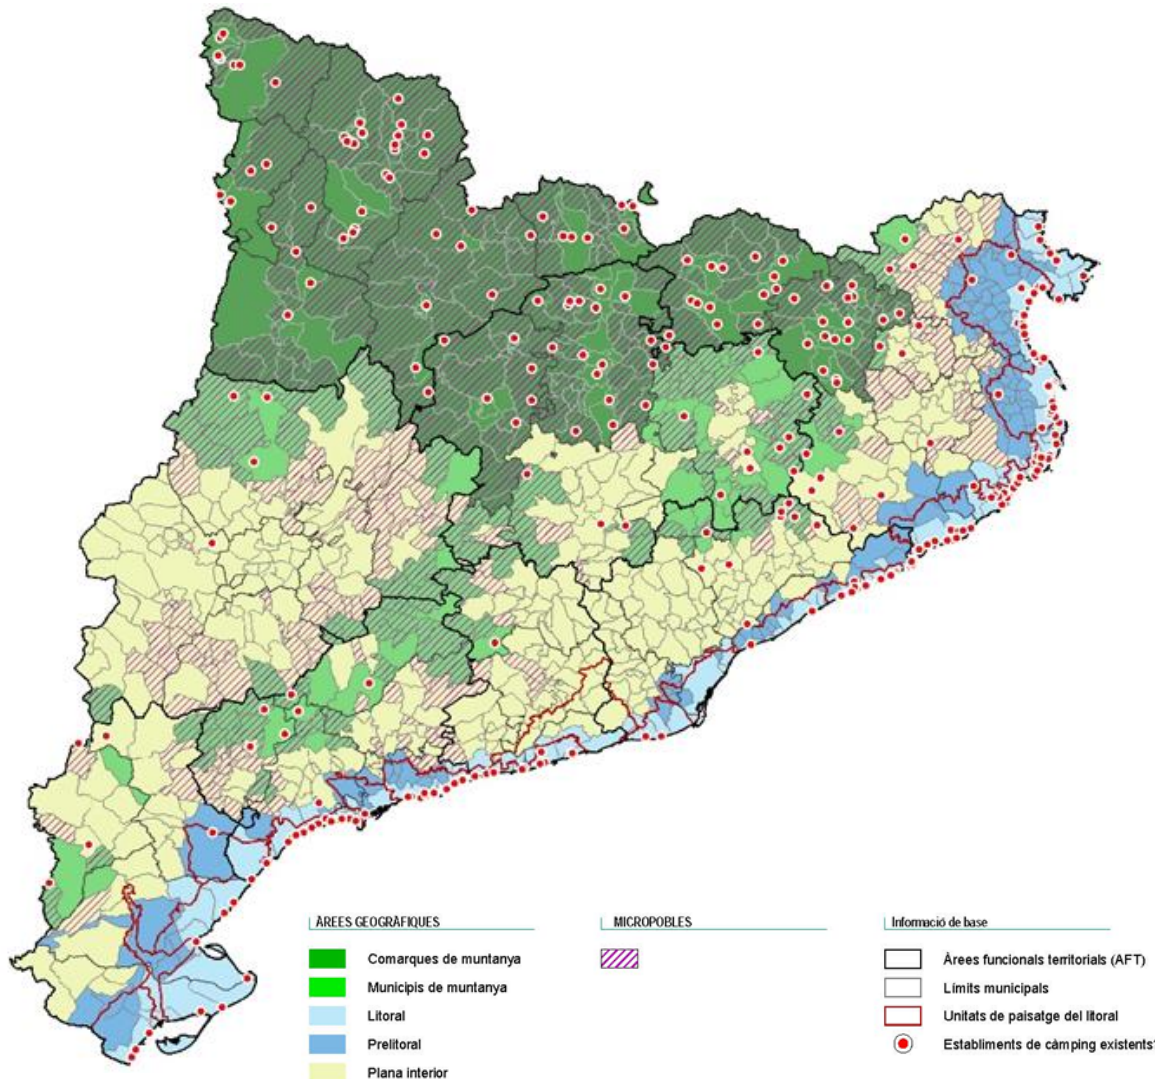 ÀREES GEOGRÀFIQUES
Comarques de muntanya
Municipis de muntanya
Litoral
Prelitoral
Plana interior
MICROPOBLES
Informació de base
Àrees funcionals territorials (AFT)
Límits municipals
Unitats de paisatge del litoral
Establiments de càmping existents¹